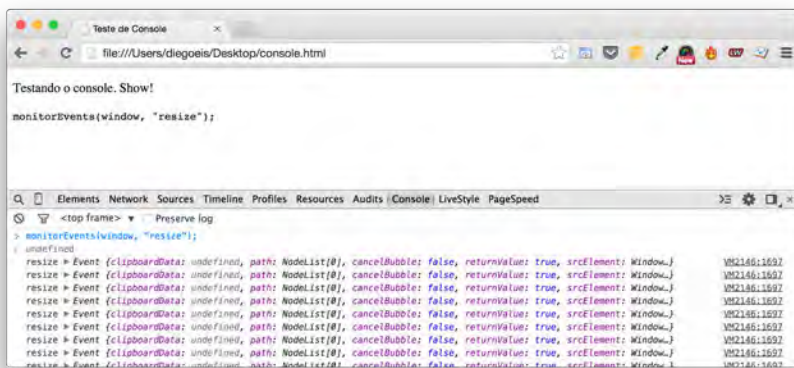 Teste de Console
file:///Users/diegoeis/Desktop/console.html
Testando o console. Show!
monitorEvents(window, "resize");
Elements Network Sources Timeline Profiles Resources Audits Console LiveStyle PageSpeed
<top frame> Preserve log
monitorEvents(window, "resize");
undefined
resize Event {clipboardData: undefined, path: NodeList[0], cancelBubble: false, returnValue: true, srcElement: Window…} VM2146:1697
resize Event {clipboardData: undefined, path: NodeList[0], cancelBubble: false, returnValue: true, srcElement: Window…} VM2146:1697
resize Event {clipboardData: undefined, path: NodeList[0], cancelBubble: false, returnValue: true, srcElement: Window…} VM2146:1697
resize Event {clipboardData: undefined, path: NodeList[0], cancelBubble: false, returnValue: true, srcElement: Window…} VM2146:1697
resize Event {clipboardData: undefined, path: NodeList[0], cancelBubble: false, returnValue: true, srcElement: Window…} VM2146:1697
resize Event {clipboardData: undefined, path: NodeList[0], cancelBubble: false, returnValue: true, srcElement: Window…} VM2146:1697
resize Event {clipboardData: undefined, path: NodeList[0], cancelBubble: false, returnValue: true, srcElement: Window…} VM2146:1697
resize Event {clipboardData: undefined, path: NodeList[0], cancelBubble: false, returnValue: true, srcElement: Window…} VM2146:1697